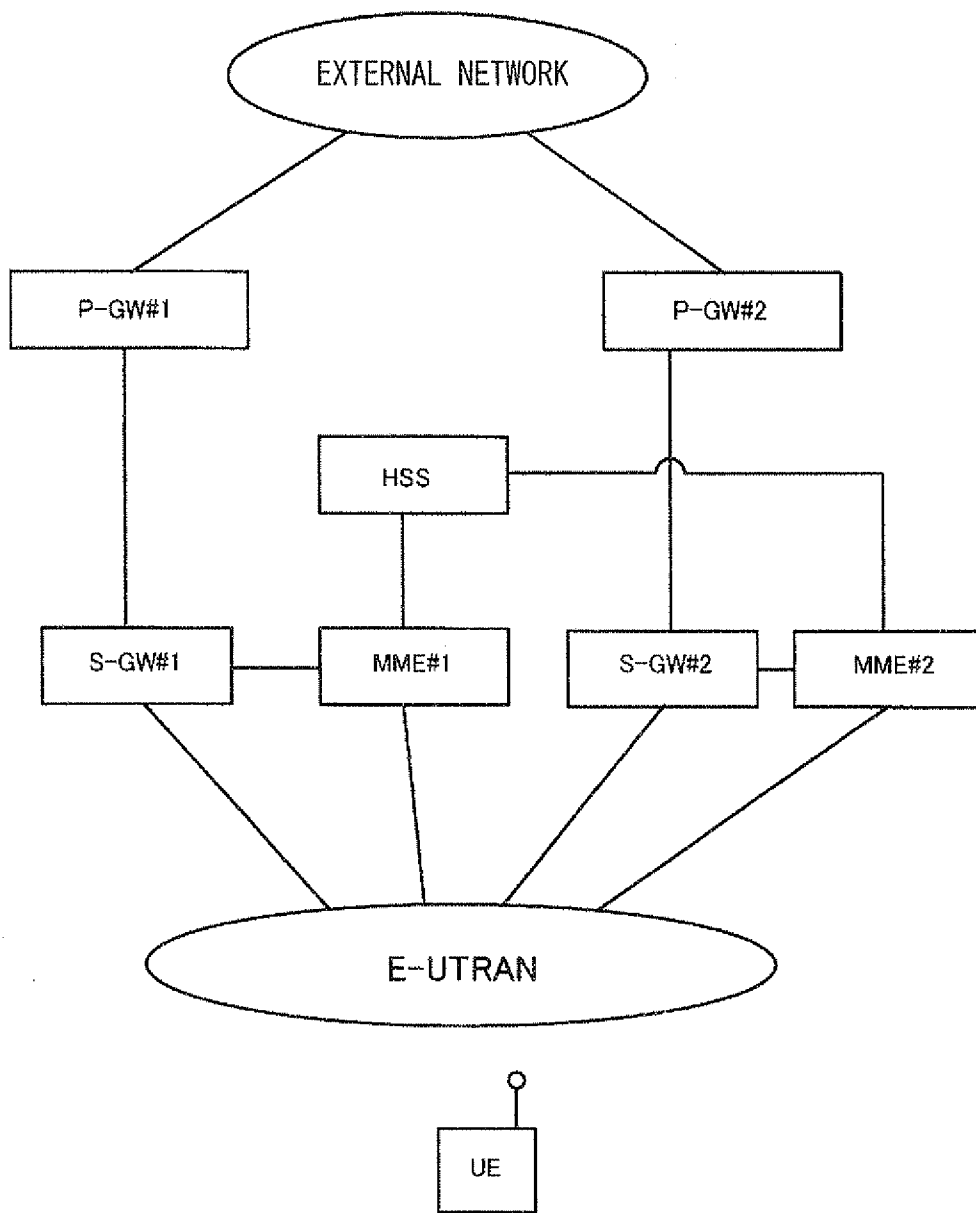 EXTERNAL NETWORK
P-GW#1
P-GW#2
HSS
S-GW#1
MME#1
S-GW#2
MME#2
E-UTRAN
UE